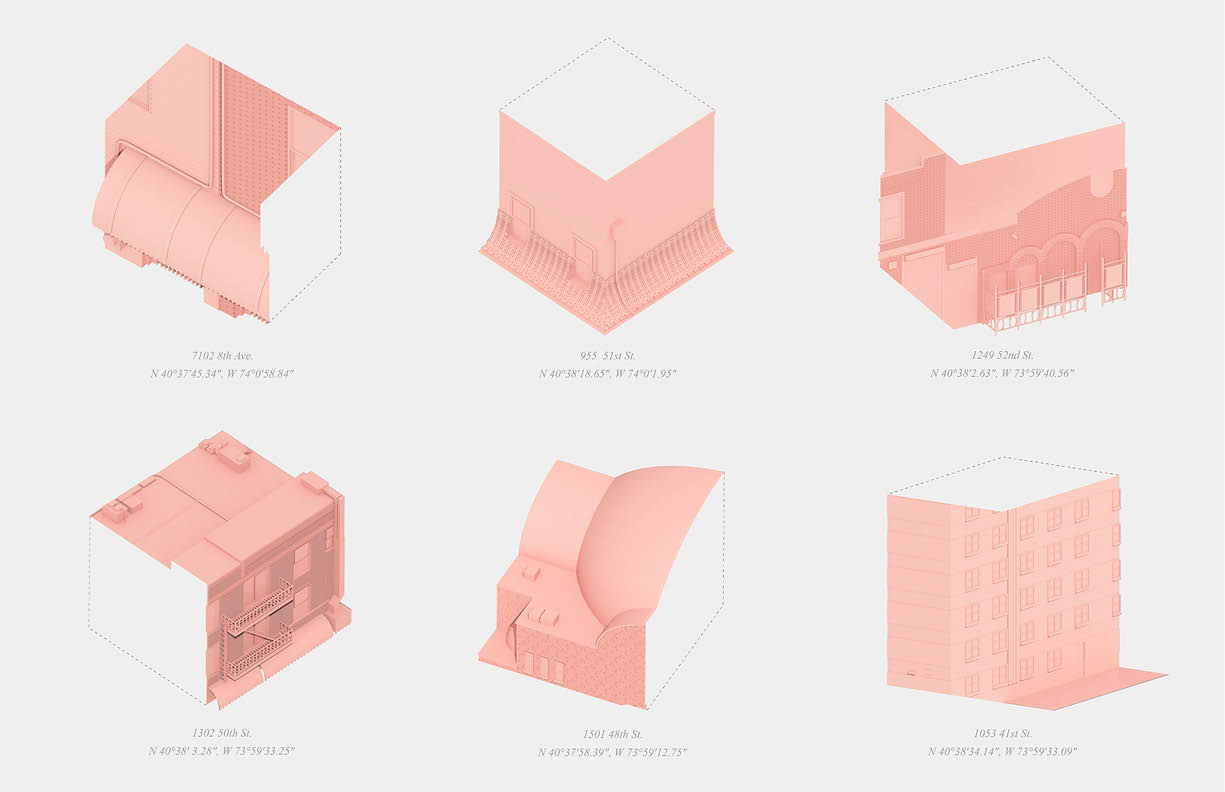 7102 8th Ave.
N 40°37'45.34", W 74°0'58.84"
955 51st St.
N 40°38'18.65", W 74°0'1.95"
1249 52nd St.
N 40°38'2.63", W 73°59'40.56"
1302 50th St.
N 40°38' 3.28", W 73°59'33.25"
1501 48th St.
N 40°37'58.39", W 73°59'12.75"
1053 41st St.
N 40°38'34.14", W 73°59'33.09"